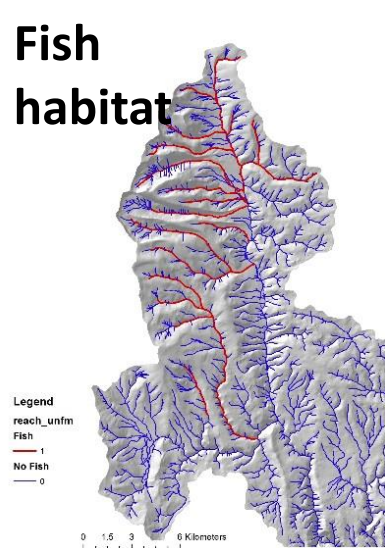 Fish
habitat
Legend
reach_unfm
Fish
1
No Fish
0
0 1.5 3 6 Kilometers